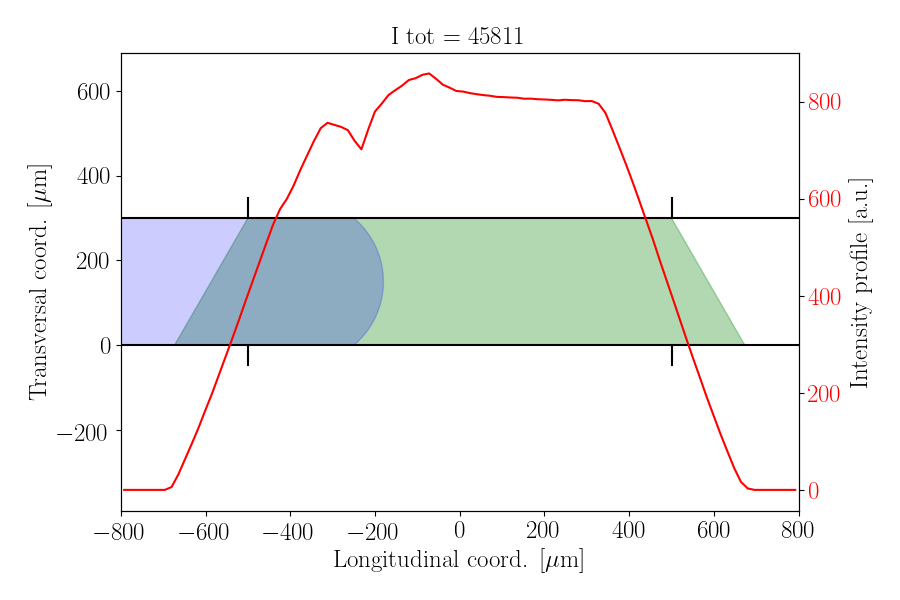 I tot = 45811
600
400
200
0
−200
Transversal coord. [μm]
800
600
400
200
0
Intensity profile [a.u.]
−800 −600 −400 −200 0 200 400 600 800
Longitudinal coord. [μm]